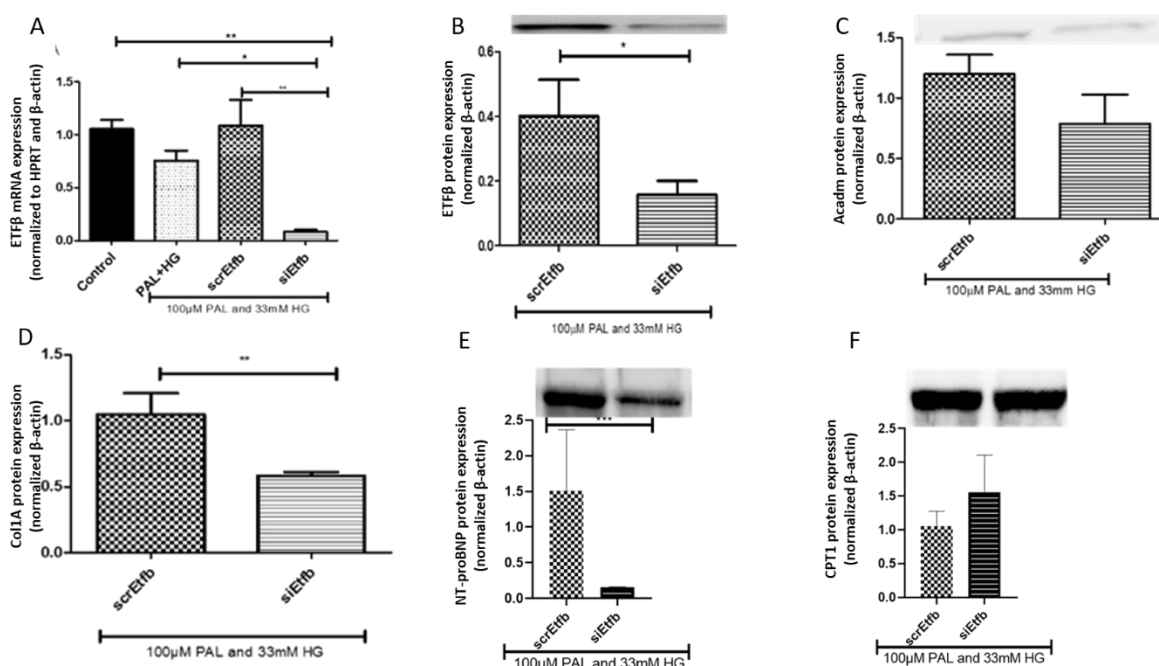 A
**
*
**
ETFβ mRNA expression
(normalized to HPRT and β-actin)
1.5
1.0
0.5
0.0
Control
PAL+HG
scrEtfb
siEtfb
100µM PAL and 33mM HG
B
*
ETFβ protein expression
(normalized β-actin)
0.6
0.4
0.2
0.0
scrEtfb
siEtfb
100µM PAL and 33mM HG
C
Acadm protein expression
(normalized β-actin)
1.5
1.0
0.5
0.0
scrEtfb
siEtfb
100µM PAL and 33mm HG
D
**
Col1A protein expression
(normalized β-actin)
1.5
1.0
0.5
0.0
scrEtfb
siEtfb
100µM PAL and 33mM HG
E
***
NT-proBNP protein expression
(normalized β-actin)
2.5
2.0
1.5
1.0
0.5
0.0
scrEtfb
siEtfb
100µM PAL and 33mM HG
F
CPT1 protein expression
(normalized β-actin)
2.5
2.0
1.5
1.0
0.5
0.0
scrEtfb
siEtfb
100µM PAL and 33mM HG